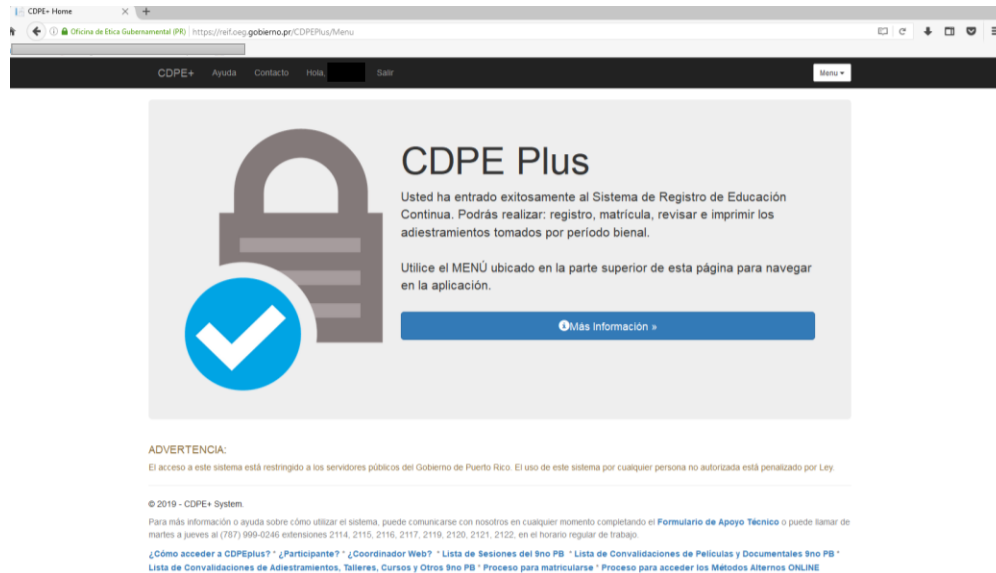 CDPE+ Home
Oficina de Etica Gubernamental (PR) https://reif.oeg.gobierno.pr/CDPEPlus/Menu
CDPE+ Ayuda Contacto Hola, Salir Menu
CDPE Plus
Usted ha entrado exitosamente al Sistema de Registro de Educación
Continua. Podrás realizar: registro, matrícula, revisar e imprimir los
adiestramientos tomados por período bienal.
Utilice el MENÚ ubicado en la parte superior de esta página para navegar
en la aplicación.
Más Información »
ADVERTENCIA:
El acceso a este sistema está restringido a los servidores públicos del Gobierno de Puerto Rico. El uso de este sistema por cualquier persona no autorizada está penalizado por Ley.
© 2019 - CDPE+ System.
Para más información o ayuda sobre cómo utilizar el sistema, puede comunicarse con nosotros en cualquier momento completando el Formulario de Apoyo Técnico o puede llamar de
martes a jueves al (787) 999-0246 extensiones 2114, 2115, 2116, 2117, 2119, 2120, 2121, 2122, en el horario regular de trabajo.
¿Cómo acceder a CDPEplus? * ¿Participante? * ¿Coordinador Web? * Lista de Sesiones del 9no PB * Lista de Convalidaciones de Películas y Documentales 9no PB *
Lista de Convalidaciones de Adiestramientos, Talleres, Cursos y Otros 9no PB * Proceso para matricularse * Proceso para acceder los Métodos Alternos ONLINE